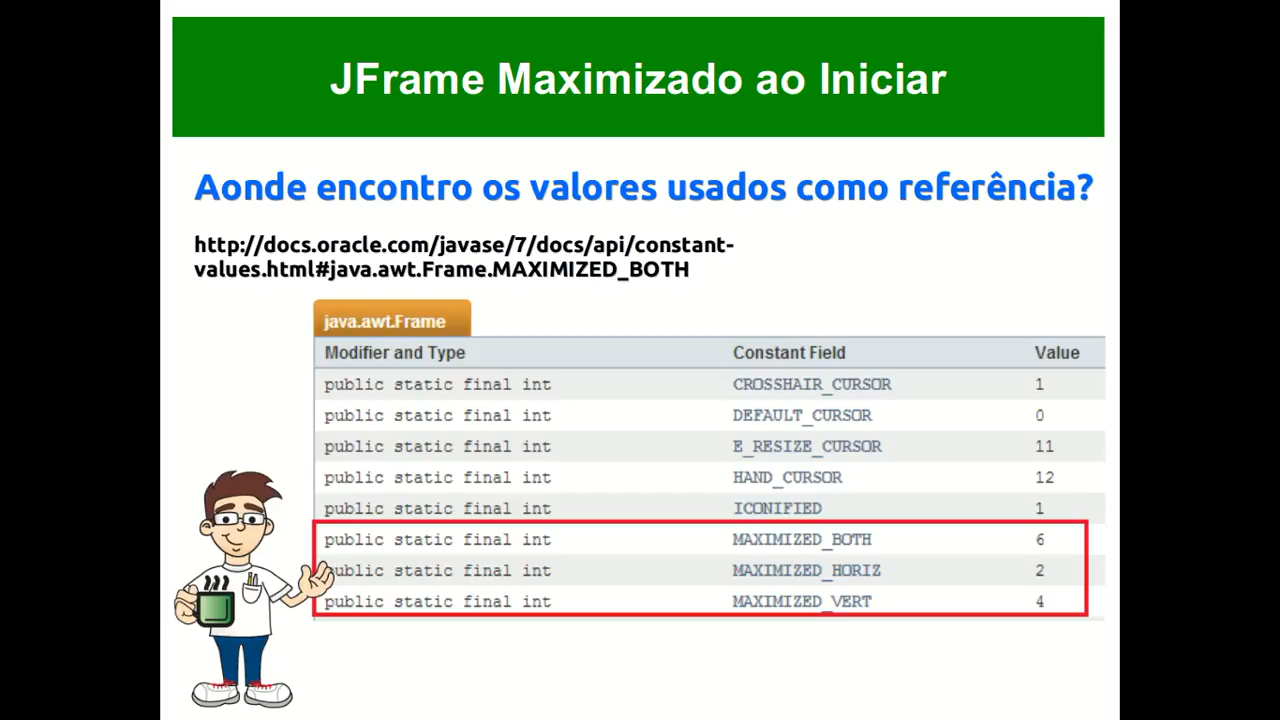 JFrame Maximizado ao Iniciar
Aonde encontro os valores usados como referência?
http://docs.oracle.com/javase/7/docs/api/constant-
values.html#java.awt.Frame.MAXIMIZED_BOTH
java.awt.Frame
Modifier and Type Constant Field Value
public static final int CROSSHAIR_CURSOR 1
public static final int DEFAULT_CURSOR 0
public static final int E_RESIZE_CURSOR 11
public static final int HAND_CURSOR 12
public static final int ICONIFIED 1
public static final int MAXIMIZED_BOTH 6
public static final int MAXIMIZED_HORIZ 2
public static final int MAXIMIZED_VERT 4